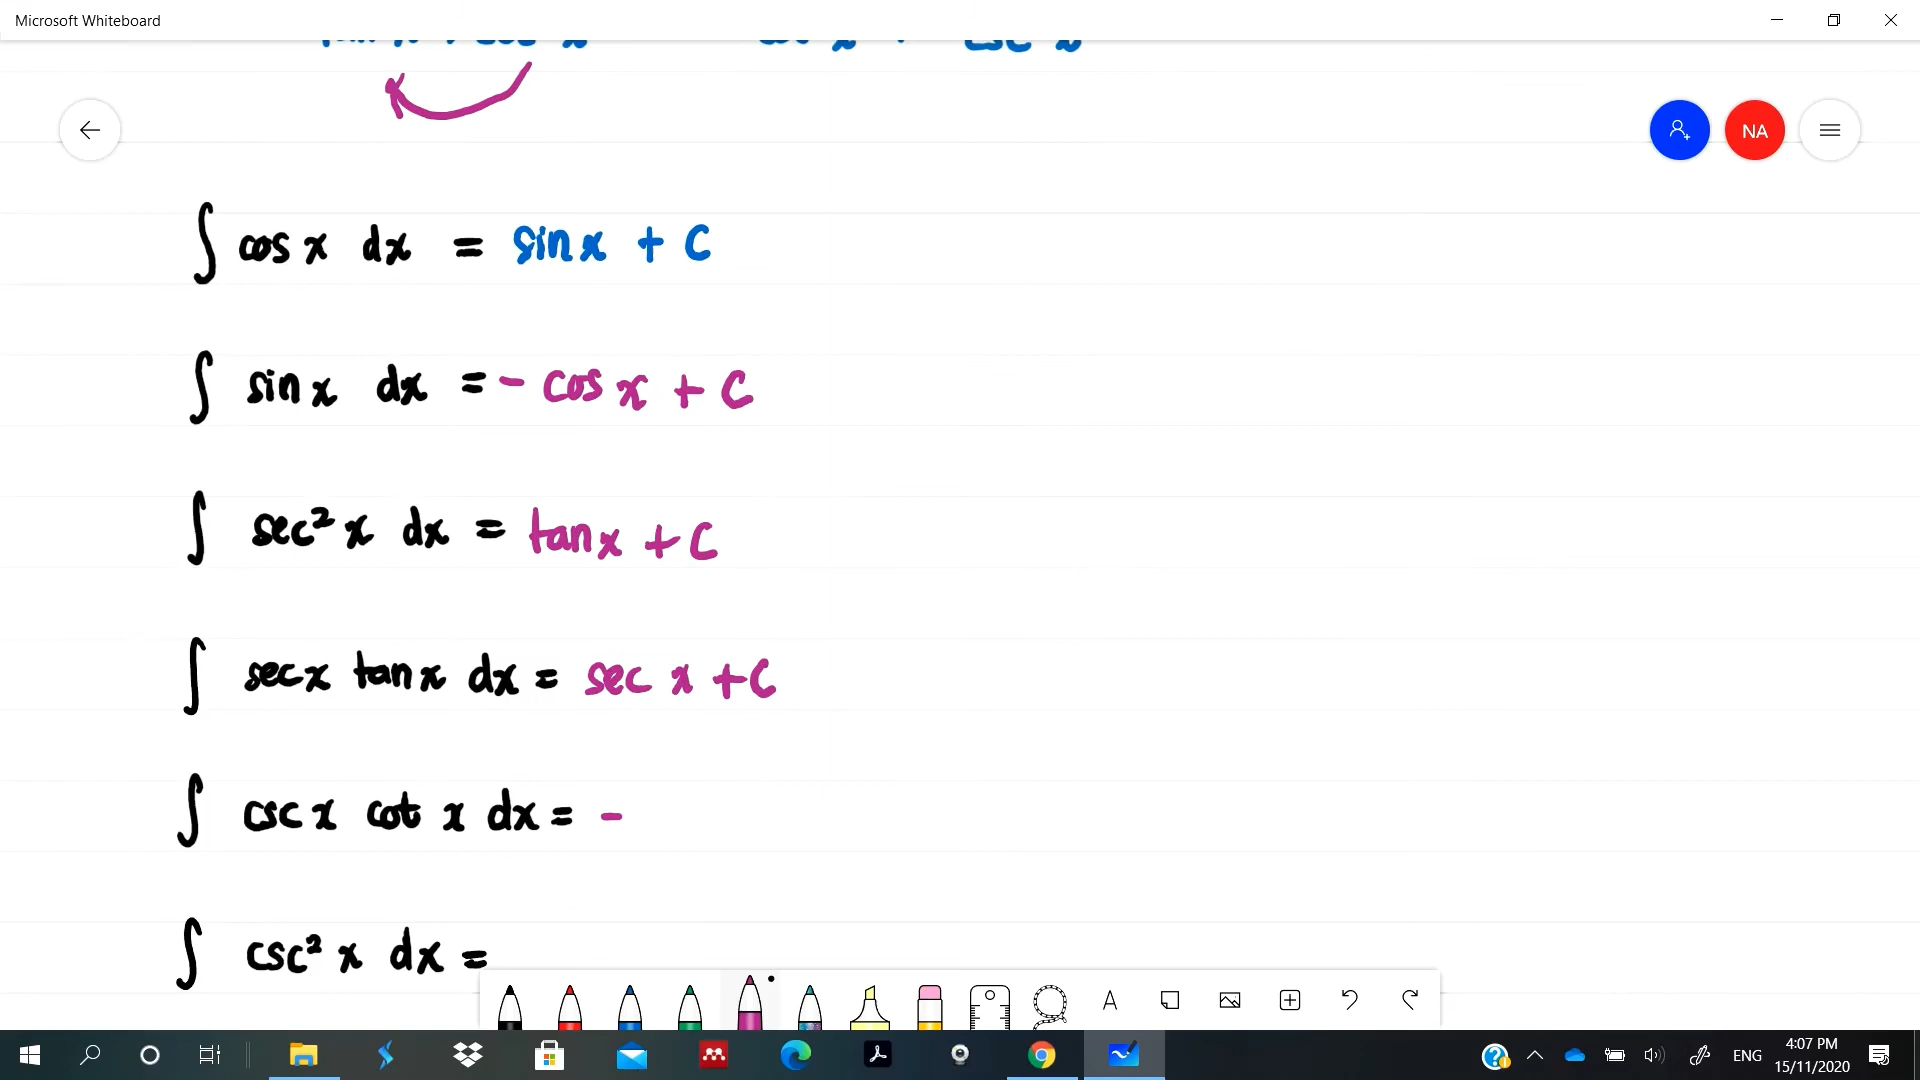 Microsoft Whiteboard
NA
∫ cos x dx = sin x + C
∫ sin x dx = - cos x + C
∫ sec² x dx = tan x + C
∫ sec x tan x dx = sec x + C
∫ csc x cot x dx = -
∫ csc² x dx =
A
ENG
4:07 PM
15/11/2020